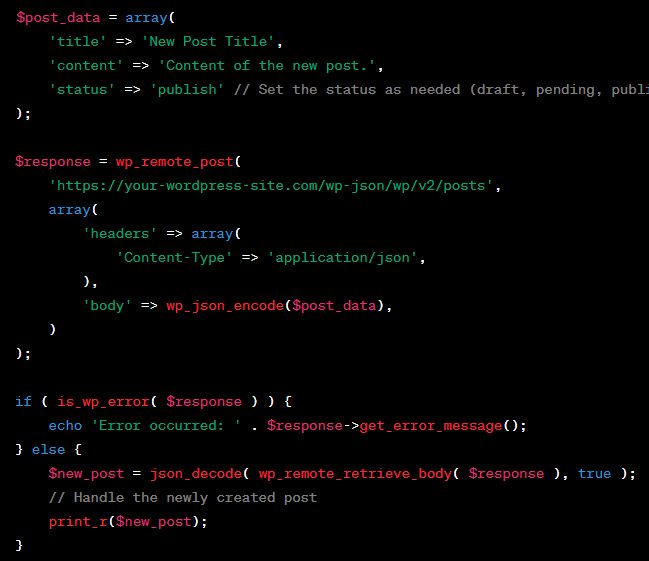 $post_data = array(
    'title' => 'New Post Title',
    'content' => 'Content of the new post.',
    'status' => 'publish' // Set the status as needed (draft, pending, publi
);

$response = wp_remote_post(
    'https://your-wordpress-site.com/wp-json/wp/v2/posts',
    array(
        'headers' => array(
            'Content-Type' => 'application/json',
        ),
        'body' => wp_json_encode($post_data),
    )
);

if ( is_wp_error( $response ) ) {
    echo 'Error occurred: ' . $response->get_error_message();
} else {
    $new_post = json_decode( wp_remote_retrieve_body( $response ), true );
    // Handle the newly created post
    print_r($new_post);
}